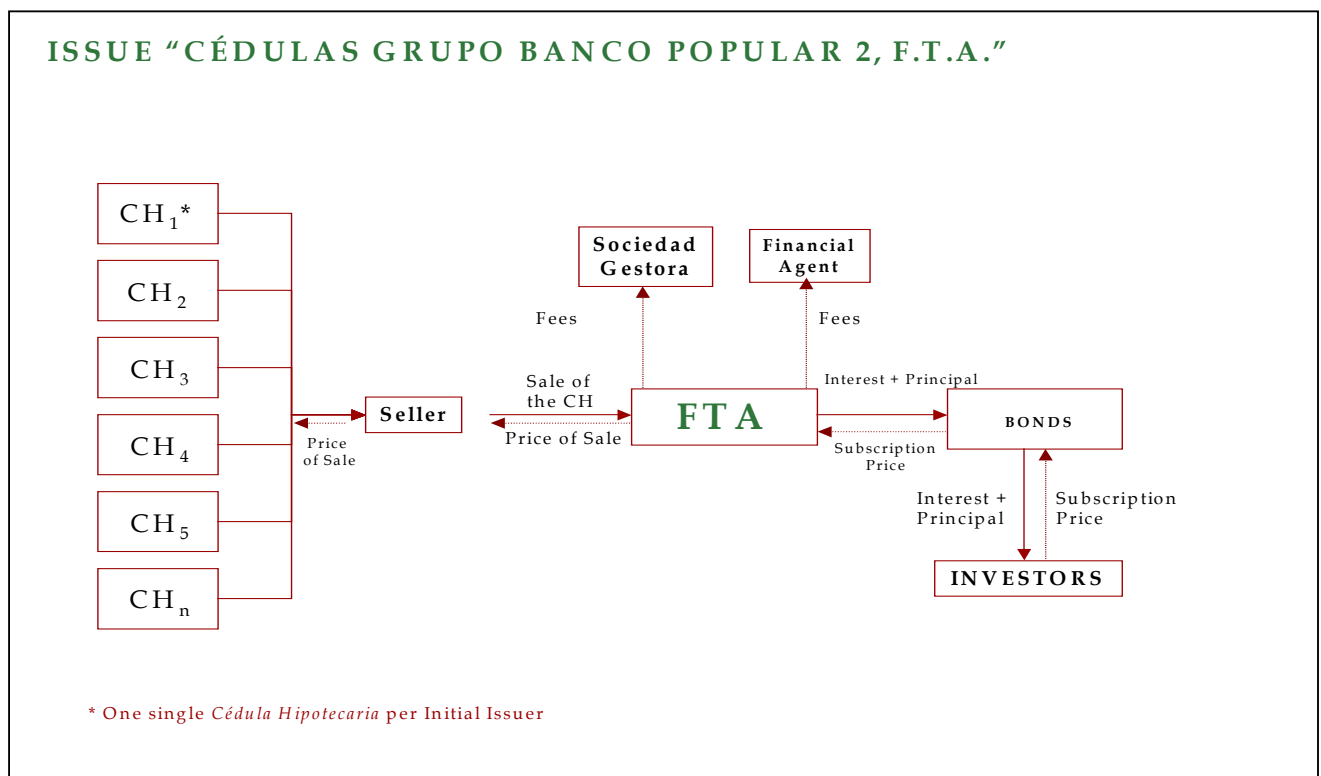 ISSUE “CÉDULAS GRUPO BANCO POPULAR 2, F.T.A.”
CH1*
CH2
CH3
CH4
CH5
CHn
Price
of Sale
Seller
Sale of
the CH
Price of Sale
Sociedad
Gestora
Fees
Financial
Agent
Fees
FTA
Interest + Principal
Subscription
Price
BONDS
Interest +
Principal
Subscription
Price
INVESTORS
* One single Cédula Hipotecaria per Initial Issuer